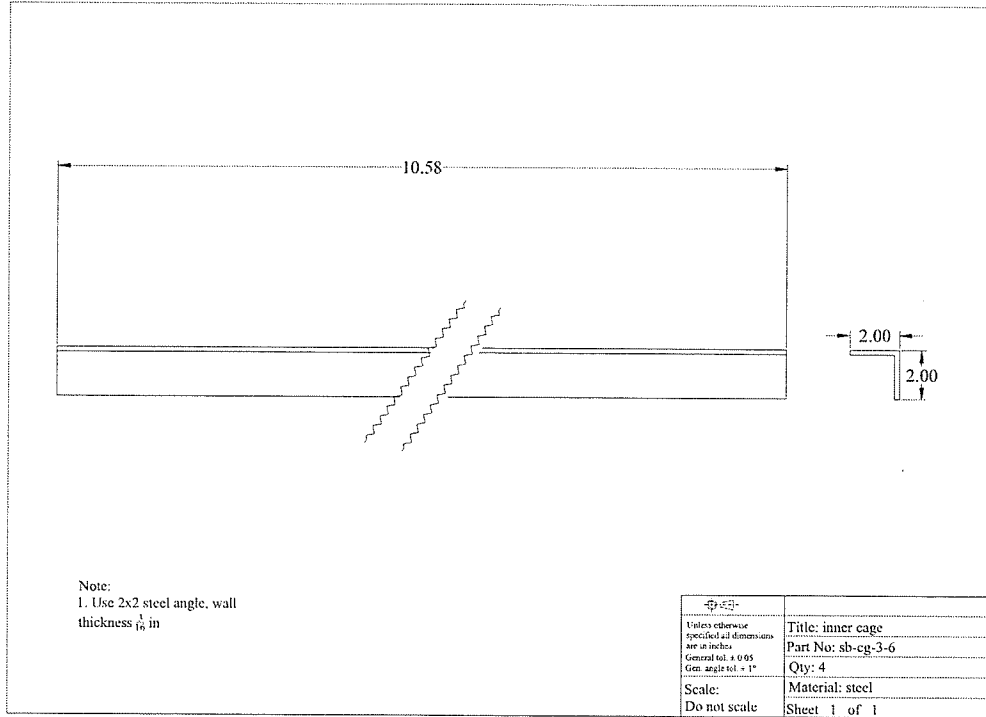 10.58
2.00
2.00
Note:
1. Use 2x2 steel angle, wall
thickness 1/16 in
Unless otherwise
specified all dimensions
are in inches
General tol. ± 0.05
Gen. angle tol. ± 1°
Scale:
Do not scale
Title: inner cage
Part No: sb-cg-3-6
Qty: 4
Material: steel
Sheet 1 of 1